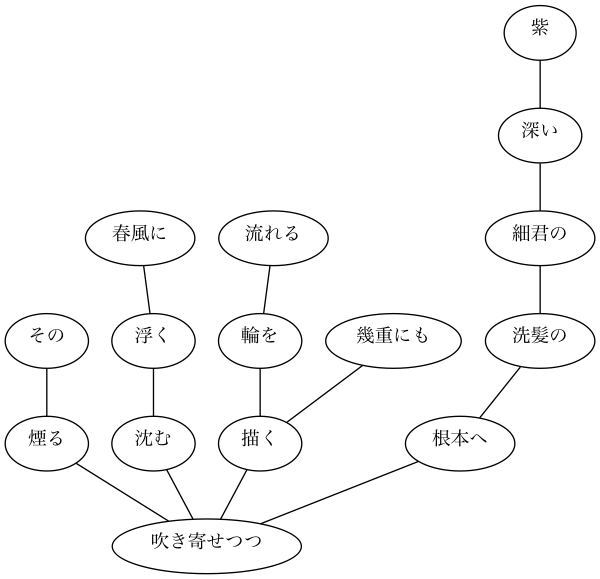 紫
深い
春風に
流れる
細君の
その
浮く
輪を
幾重にも
洗髪の
煙る
沈む
描く
根本へ
吹き寄せつつ